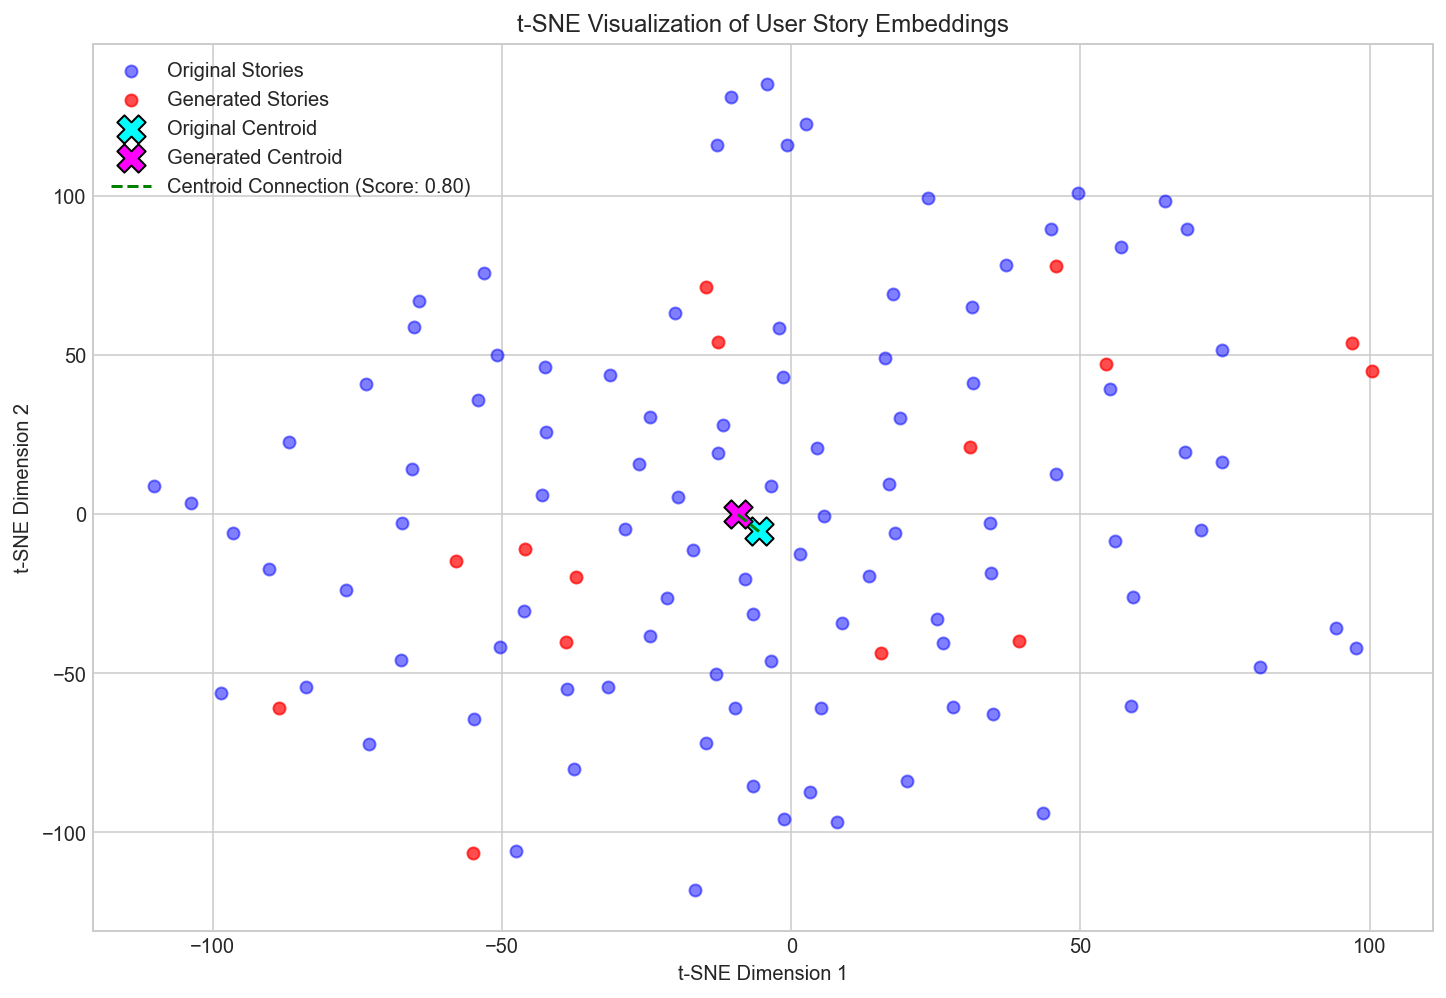 t-SNE Visualization of User Story Embeddings
Original Stories
Generated Stories
Original Centroid
Generated Centroid
Centroid Connection (Score: 0.80)
t-SNE Dimension 2
100
50
0
−50
−100
−100
−50
0
50
100
t-SNE Dimension 1